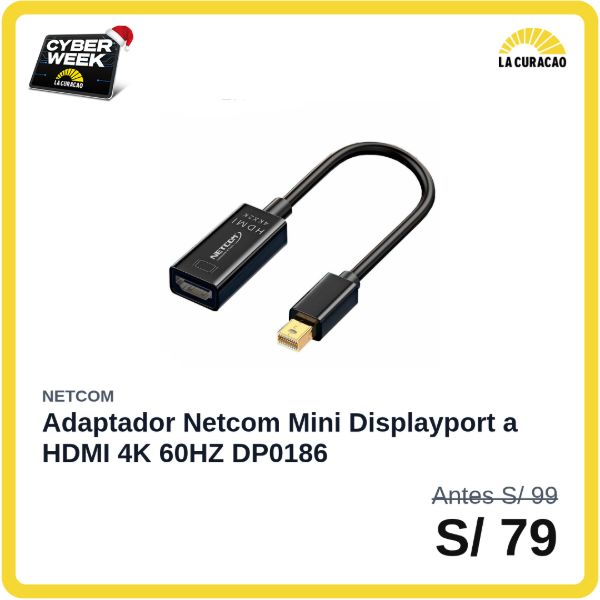 CYBER
WEEK
LA CURACAO
LA CURACAO
HDMI
4KX2K
NETCOM
NETCOM
Adaptador Netcom Mini Displayport a
HDMI 4K 60HZ DP0186
Antes S/ 99
S/ 79